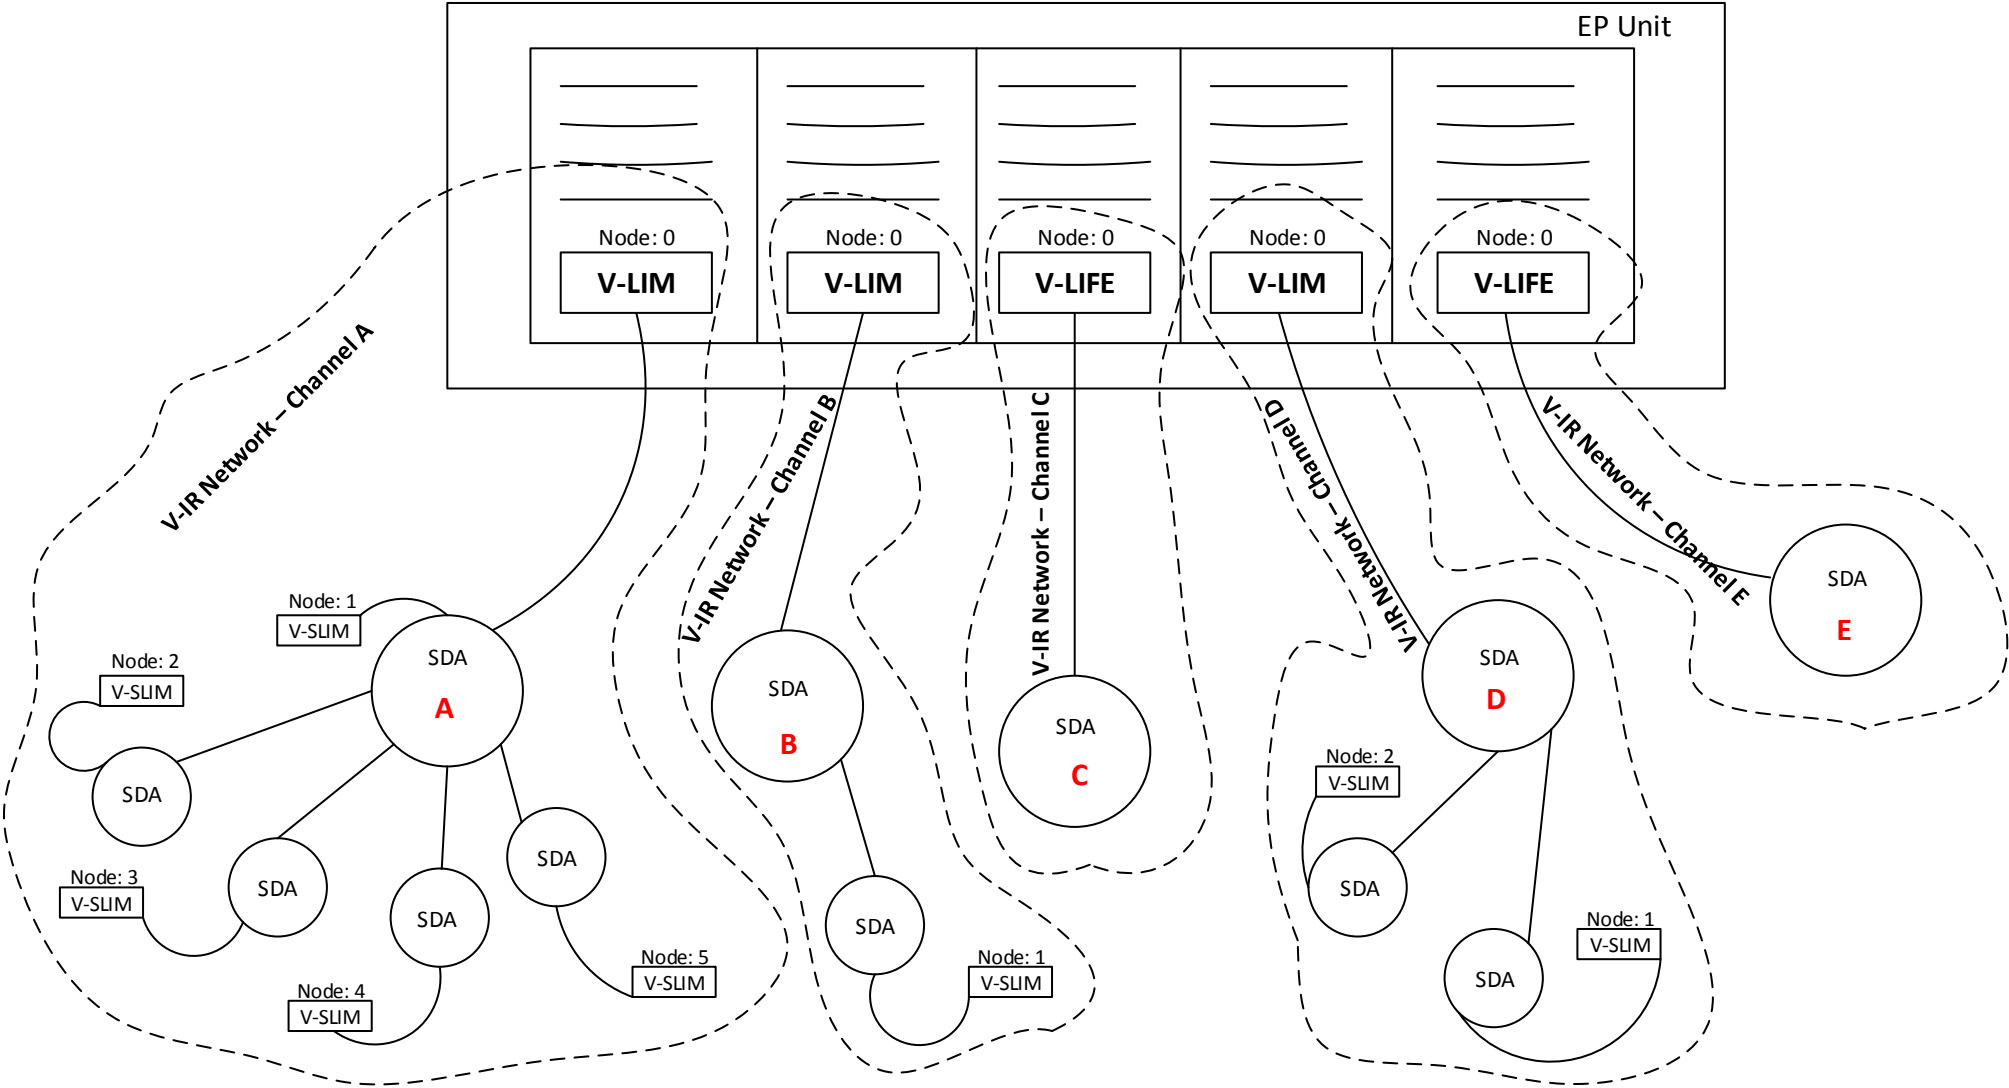 EP Unit
Node: 0
V-LIM
Node: 0
V-LIM
Node: 0
V-LIFE
Node: 0
V-LIM
Node: 0
V-LIFE
V-IR Network – Channel A
V-IR Network – Channel B
V-IR Network – Channel C
V-IR Network – Channel D
V-IR Network – Channel E
Node: 1
V-SLIM
SDA
A
Node: 2
V-SLIM
SDA
Node: 3
V-SLIM
SDA
Node: 4
V-SLIM
SDA
SDA
Node: 5
V-SLIM
SDA
B
SDA
Node: 1
V-SLIM
SDA
C
SDA
D
Node: 2
V-SLIM
SDA
Node: 1
V-SLIM
SDA
SDA
E